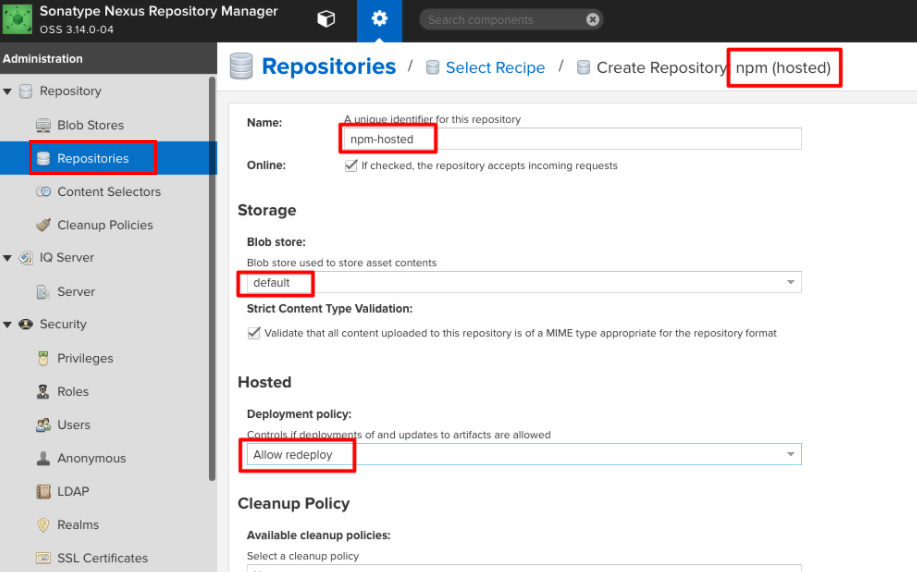 Sonatype Nexus Repository Manager
OSS 3.14.0-04
Search components
Administration
Repository
Blob Stores
Repositories
Content Selectors
Cleanup Policies
IQ Server
Server
Security
Privileges
Roles
Users
Anonymous
LDAP
Realms
SSL Certificates
Repositories / Select Recipe / Create Repository: npm (hosted)
Name:
A unique identifier for this repository
npm-hosted
Online:
If checked, the repository accepts incoming requests
Storage
Blob store:
Blob store used to store asset contents
default
Strict Content Type Validation:
Validate that all content uploaded to this repository is of a MIME type appropriate for the repository format
Hosted
Deployment policy:
Controls if deployments of and updates to artifacts are allowed
Allow redeploy
Cleanup Policy
Available cleanup policies:
Select a cleanup policy